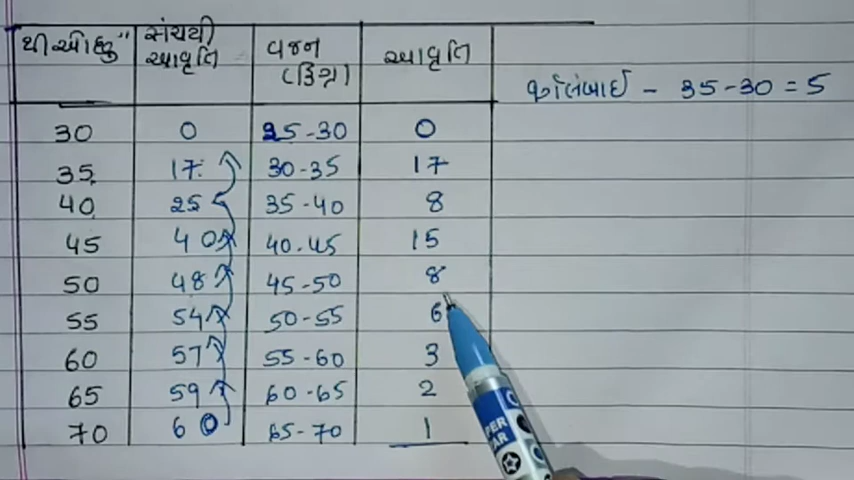 થી ઓછુ" સંચયી આવૃતિ વજન (કિગ્રા) આવૃતિ
કૉલંબાઈ - 35-30 = 5
30 0 25-30 0
35 17 30-35 17
40 25 35-40 8
45 40 40-45 15
50 48 45-50 8
55 54 50-55 6
60 57 55-60 3
65 59 60-65 2
70 60 65-70 1